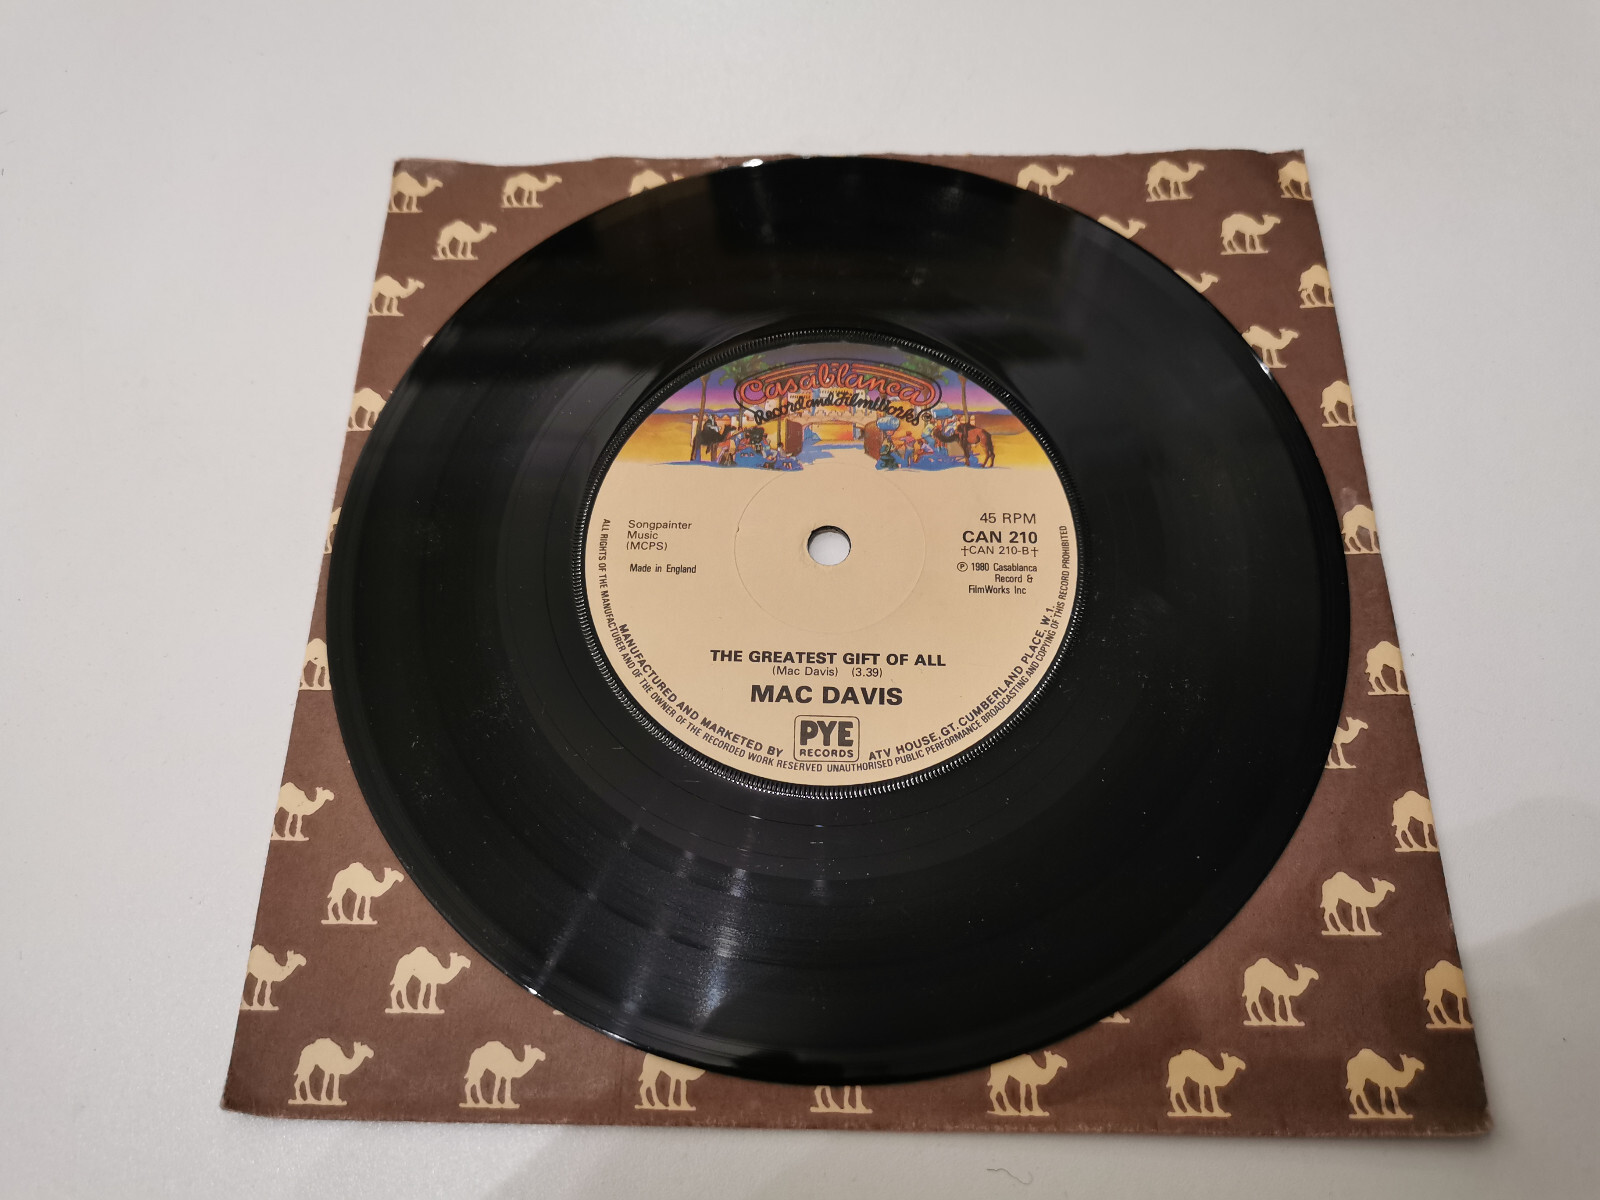 Casablanca
Record and FilmWorks
Songpainter
Music
(MCPS)
Made in England
45 RPM
CAN 210
†CAN 210-B†
℗ 1980 Casablanca
Record &
FilmWorks Inc
THE GREATEST GIFT OF ALL
(Mac Davis) (3.39)
MAC DAVIS
PYE
RECORDS
MANUFACTURED AND MARKETED BY
ATV HOUSE, GT. CUMBERLAND PLACE, W 1.
ALL RIGHTS OF THE MANUFACTURER AND OF THE OWNER OF THE RECORDED WORK RESERVED UNAUTHORISED PUBLIC PERFORMANCE BROADCASTING AND COPYING OF THIS RECORD PROHIBITED